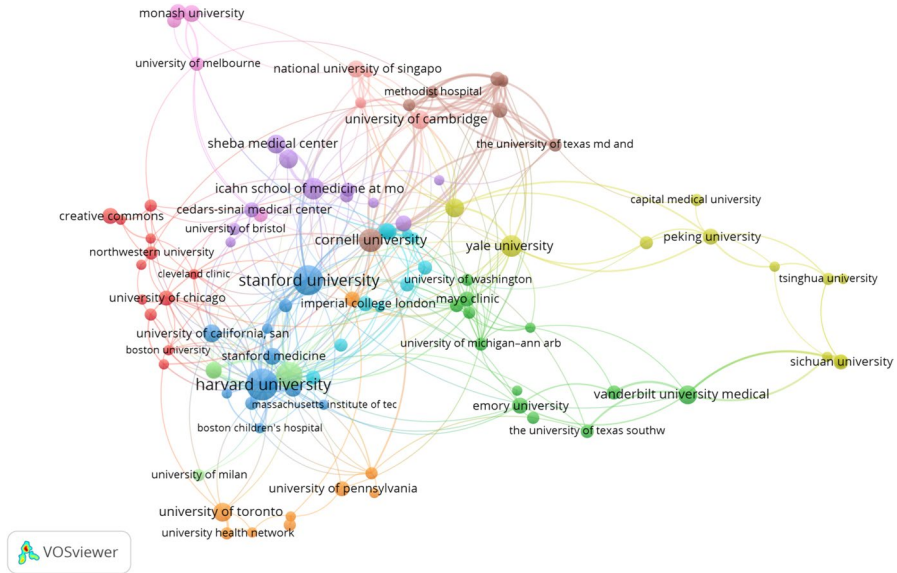 monash university
university of melbourne
national university of singapo
methodist hospital
university of cambridge
sheba medical center
the university of texas md and
icahn school of medicine at mo
capital medical university
creative commons
cedars-sinai medical center
university of bristol
cornell university
yale university
peking university
northwestern university
cleveland clinic
stanford university
university of washington
tsinghua university
university of chicago
imperial college london
mayo clinic
university of california, san
university of michigan–ann arb
boston university
stanford medicine
sichuan university
harvard university
vanderbilt university medical
massachusetts institute of tec
emory university
boston children's hospital
the university of texas southw
university of milan
university of pennsylvania
university of toronto
university health network
VOSviewer